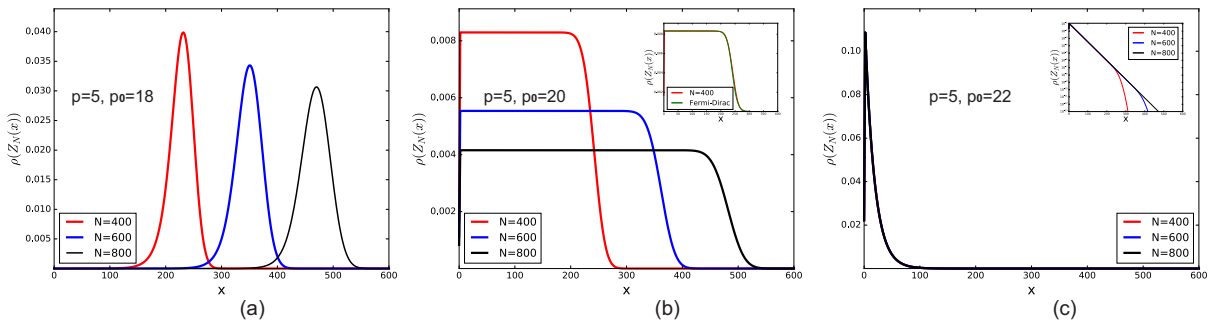 0.040
0.035
0.030
0.025
0.020
0.015
0.010
0.005
ρ(Z_N(x))
p=5, p₀=18
N=400
N=600
N=800
0 100 200 300 400 500 600
x
(a)
0.008
0.006
0.004
0.002
ρ(Z_N(x))
p=5, p₀=20
N=400
N=600
N=800
0 100 200 300 400 500 600
x
ρ(Z_N(x))
N=400
Fermi-Dirac
x
(b)
0.10
0.08
0.06
0.04
0.02
ρ(Z_N(x))
p=5, p₀=22
N=400
N=600
N=800
0 100 200 300 400 500 600
x
ρ(Z_N(x))
N=400
N=600
N=800
x
(c)